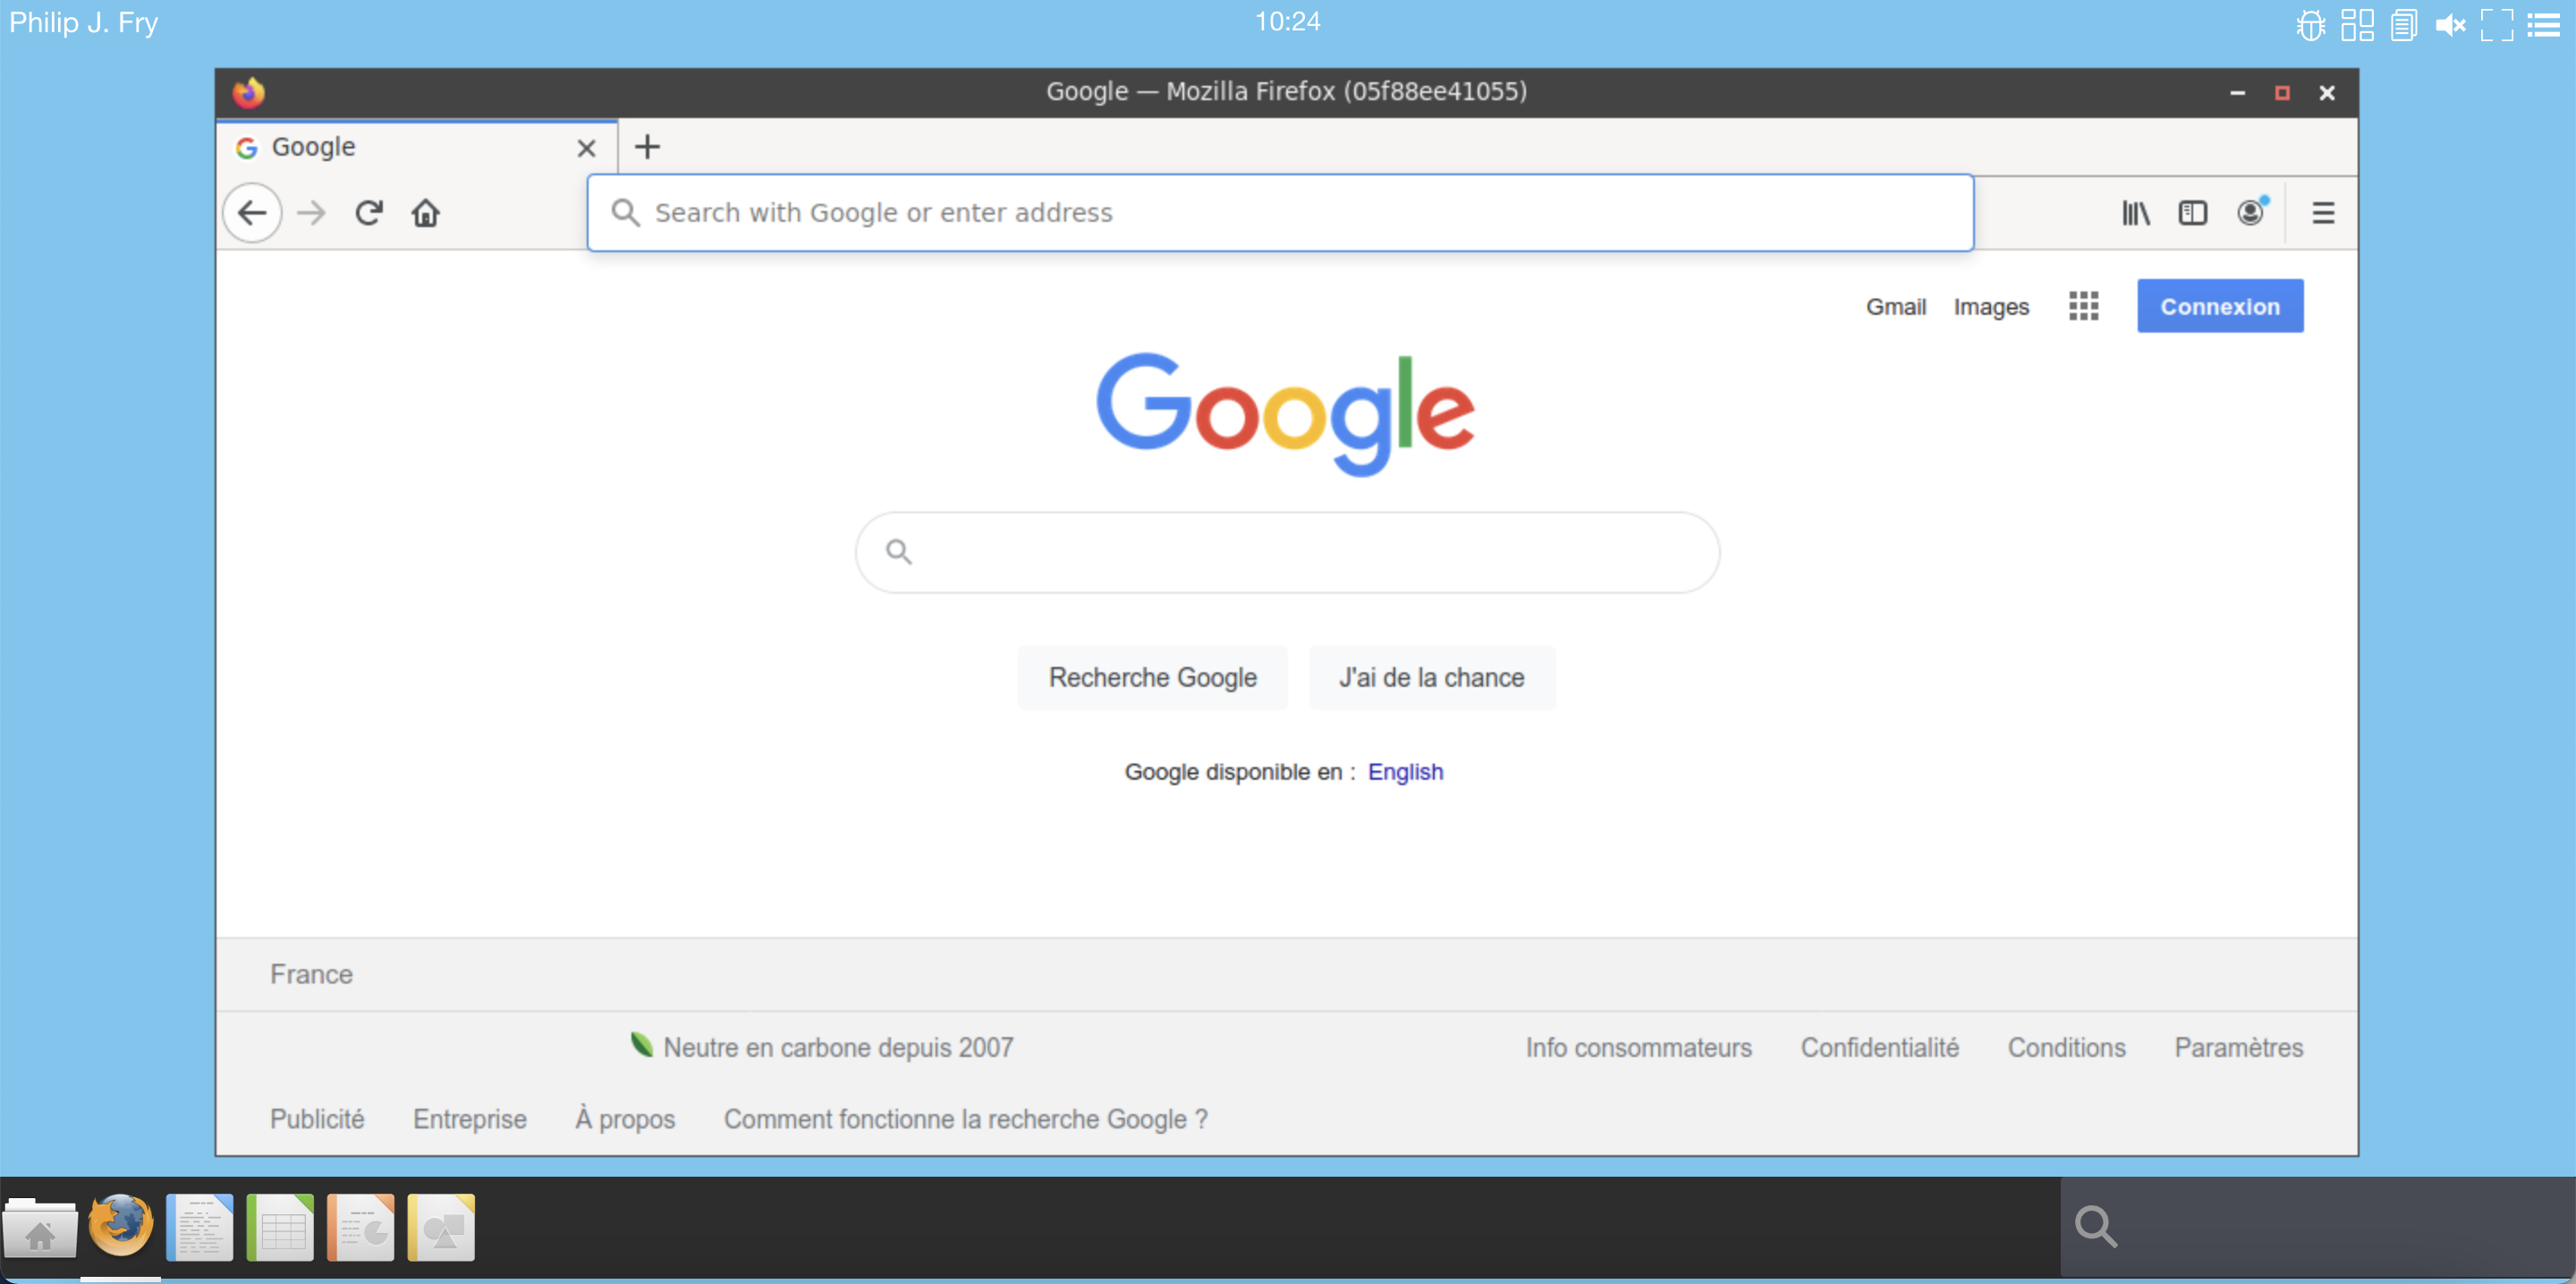 Philip J. Fry 10:24
Google — Mozilla Firefox (05f88ee41055)
Google
Search with Google or enter address
Gmail Images Connexion
Google
Recherche Google J'ai de la chance
Google disponible en : English
France
Neutre en carbone depuis 2007 Info consommateurs Confidentialité Conditions Paramètres
Publicité Entreprise À propos Comment fonctionne la recherche Google ?